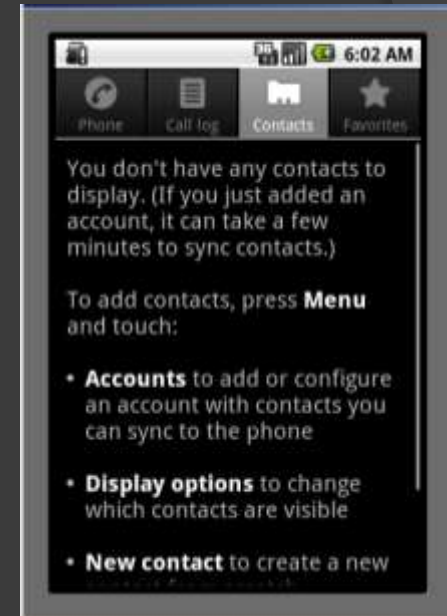 6:02 AM
Phone Call log Contacts Favorites
You don't have any contacts to
display. (If you just added an
account, it can take a few
minutes to sync contacts.)
To add contacts, press Menu
and touch:
• Accounts to add or configure
an account with contacts you
can sync to the phone
• Display options to change
which contacts are visible
• New contact to create a new